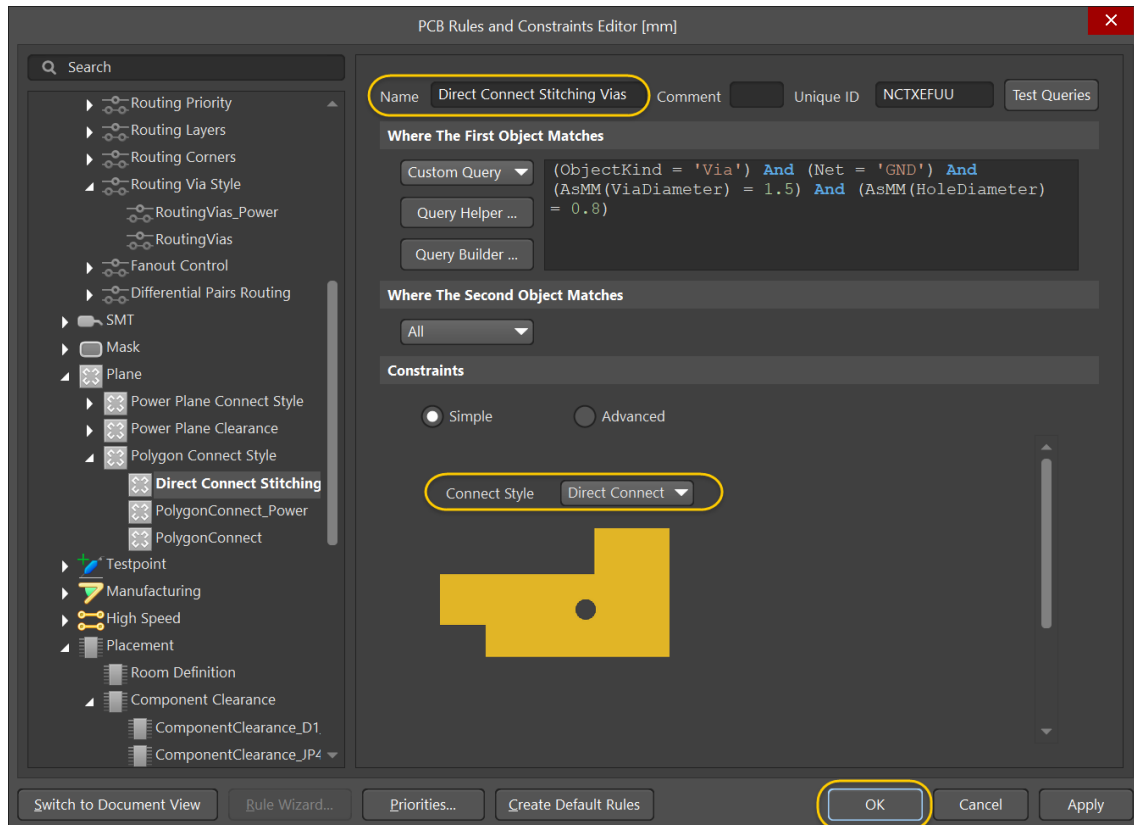 PCB Rules and Constraints Editor [mm]
Search
Routing Priority
Routing Layers
Routing Corners
Routing Via Style
RoutingVias_Power
RoutingVias
Fanout Control
Differential Pairs Routing
SMT
Mask
Plane
Power Plane Connect Style
Power Plane Clearance
Polygon Connect Style
Direct Connect Stitching
PolygonConnect_Power
PolygonConnect
Testpoint
Manufacturing
High Speed
Placement
Room Definition
Component Clearance
ComponentClearance_D1
ComponentClearance_JP4
Name Direct Connect Stitching Vias Comment Unique ID NCTXEFUU Test Queries
Where The First Object Matches
Custom Query
Query Helper ...
Query Builder ...
(ObjectKind = 'Via') And (Net = 'GND') And
(AsMM(ViaDiameter) = 1.5) And (AsMM(HoleDiameter)
= 0.8)
Where The Second Object Matches
All
Constraints
Simple Advanced
Connect Style Direct Connect
Switch to Document View Rule Wizard... Priorities... Create Default Rules OK Cancel Apply